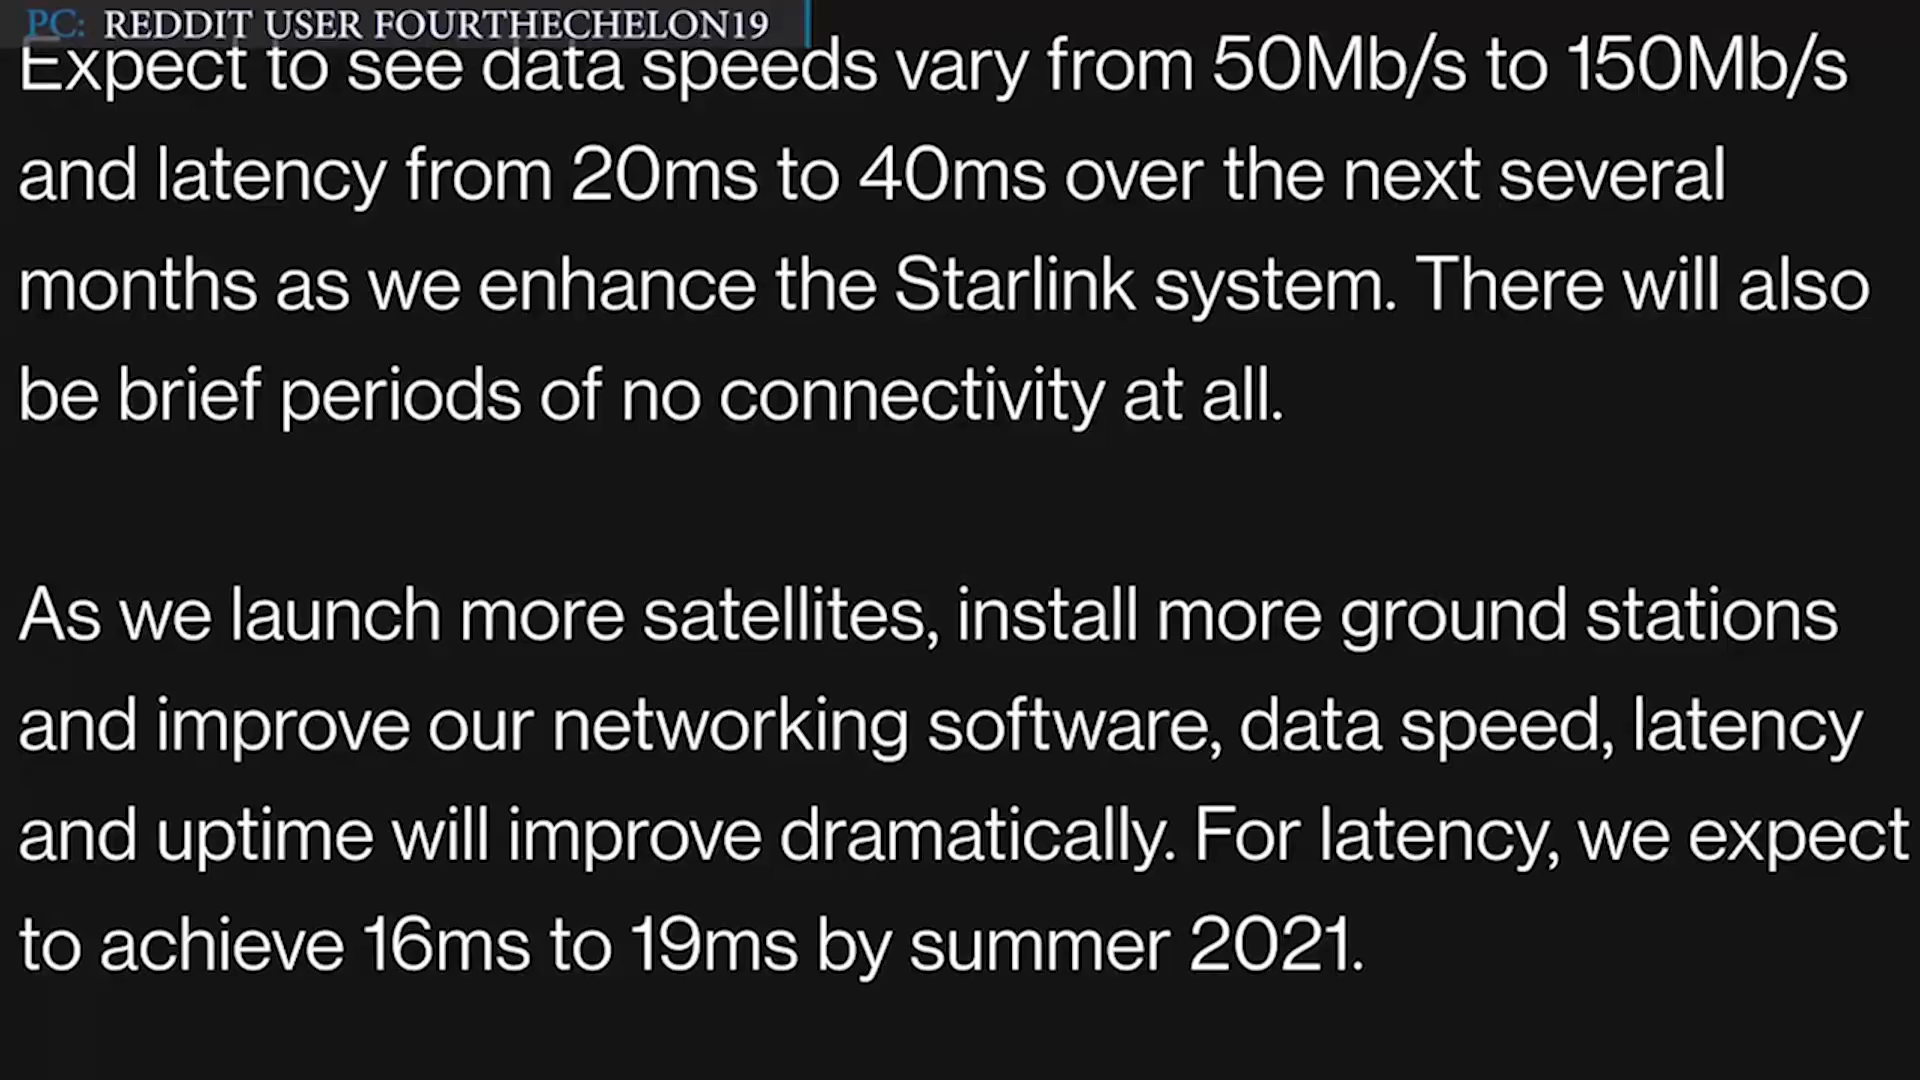 PC: REDDIT USER FOURTHECHELON19
Expect to see data speeds vary from 50Mb/s to 150Mb/s
and latency from 20ms to 40ms over the next several
months as we enhance the Starlink system. There will also
be brief periods of no connectivity at all.
As we launch more satellites, install more ground stations
and improve our networking software, data speed, latency
and uptime will improve dramatically. For latency, we expect
to achieve 16ms to 19ms by summer 2021.